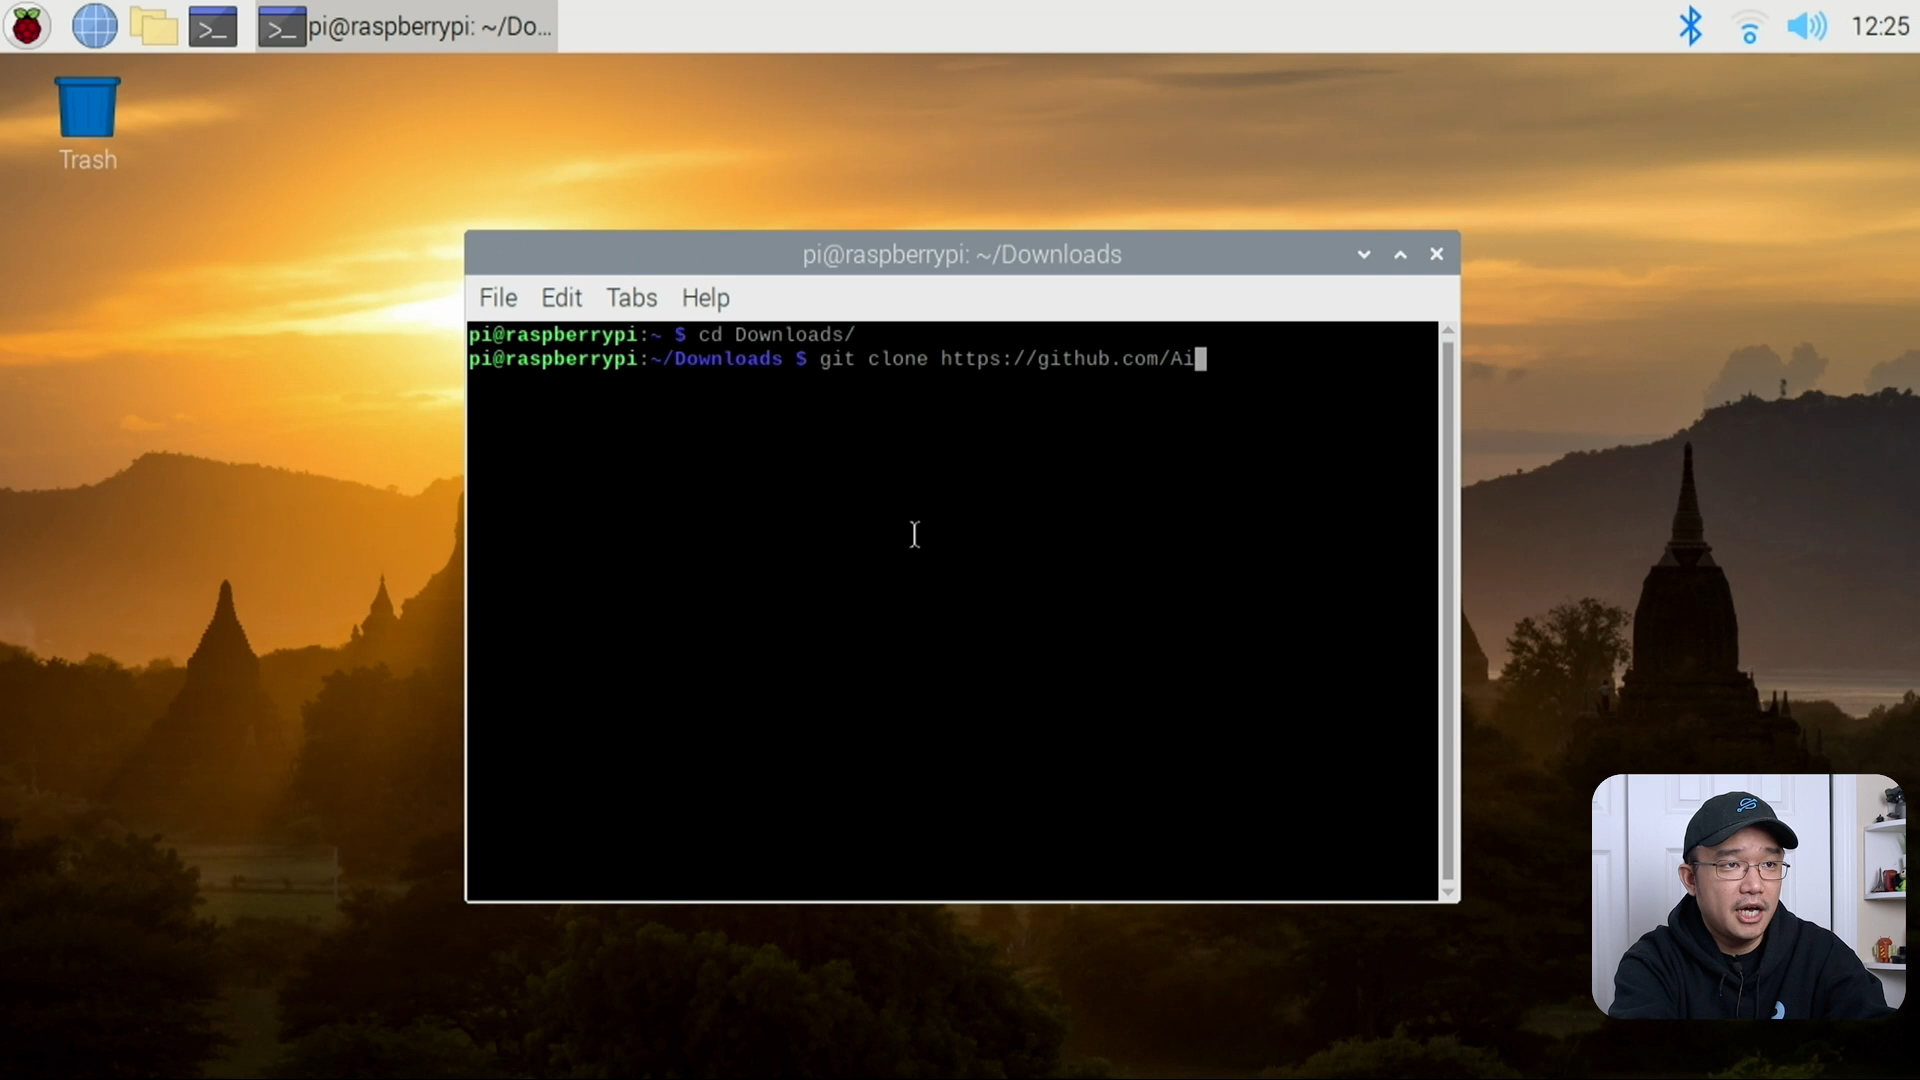 pi@raspberrypi: ~/Do...
12:25
Trash
pi@raspberrypi: ~/Downloads
File Edit Tabs Help
pi@raspberrypi:~ $ cd Downloads/
pi@raspberrypi:~/Downloads $ git clone https://github.com/Ai